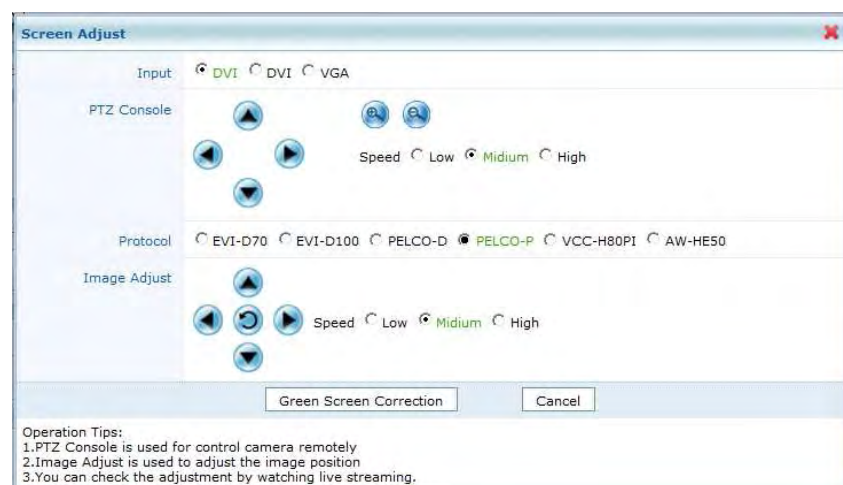 Screen Adjust
Input DVI DVI VGA
PTZ Console
Speed Low Midium High
Protocol EVI-D70 EVI-D100 PELCO-D PELCO-P VCC-H80PI AW-HE50
Image Adjust
Speed Low Midium High
Green Screen Correction Cancel
Operation Tips:
1.PTZ Console is used for control camera remotely
2.Image Adjust is used to adjust the image position
3.You can check the adjustment by watching live streaming.